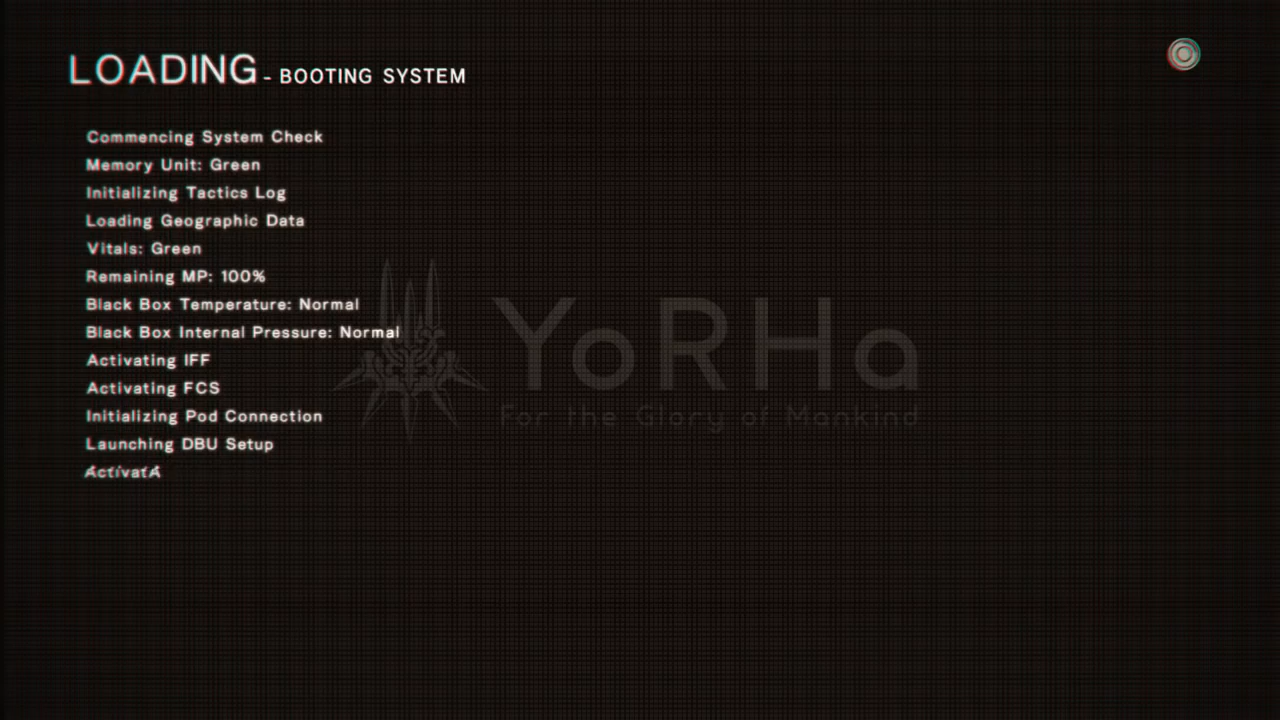 LOADING - BOOTING SYSTEM
Commencing System Check
Memory Unit: Green
Initializing Tactics Log
Loading Geographic Data
Vitals: Green
Remaining MP: 100%
Black Box Temperature: Normal
Black Box Internal Pressure: Normal
Activating IFF
Activating FCS
Initializing Pod Connection
Launching DBU Setup
ActivatA
YoRHa
For the Glory of Mankind